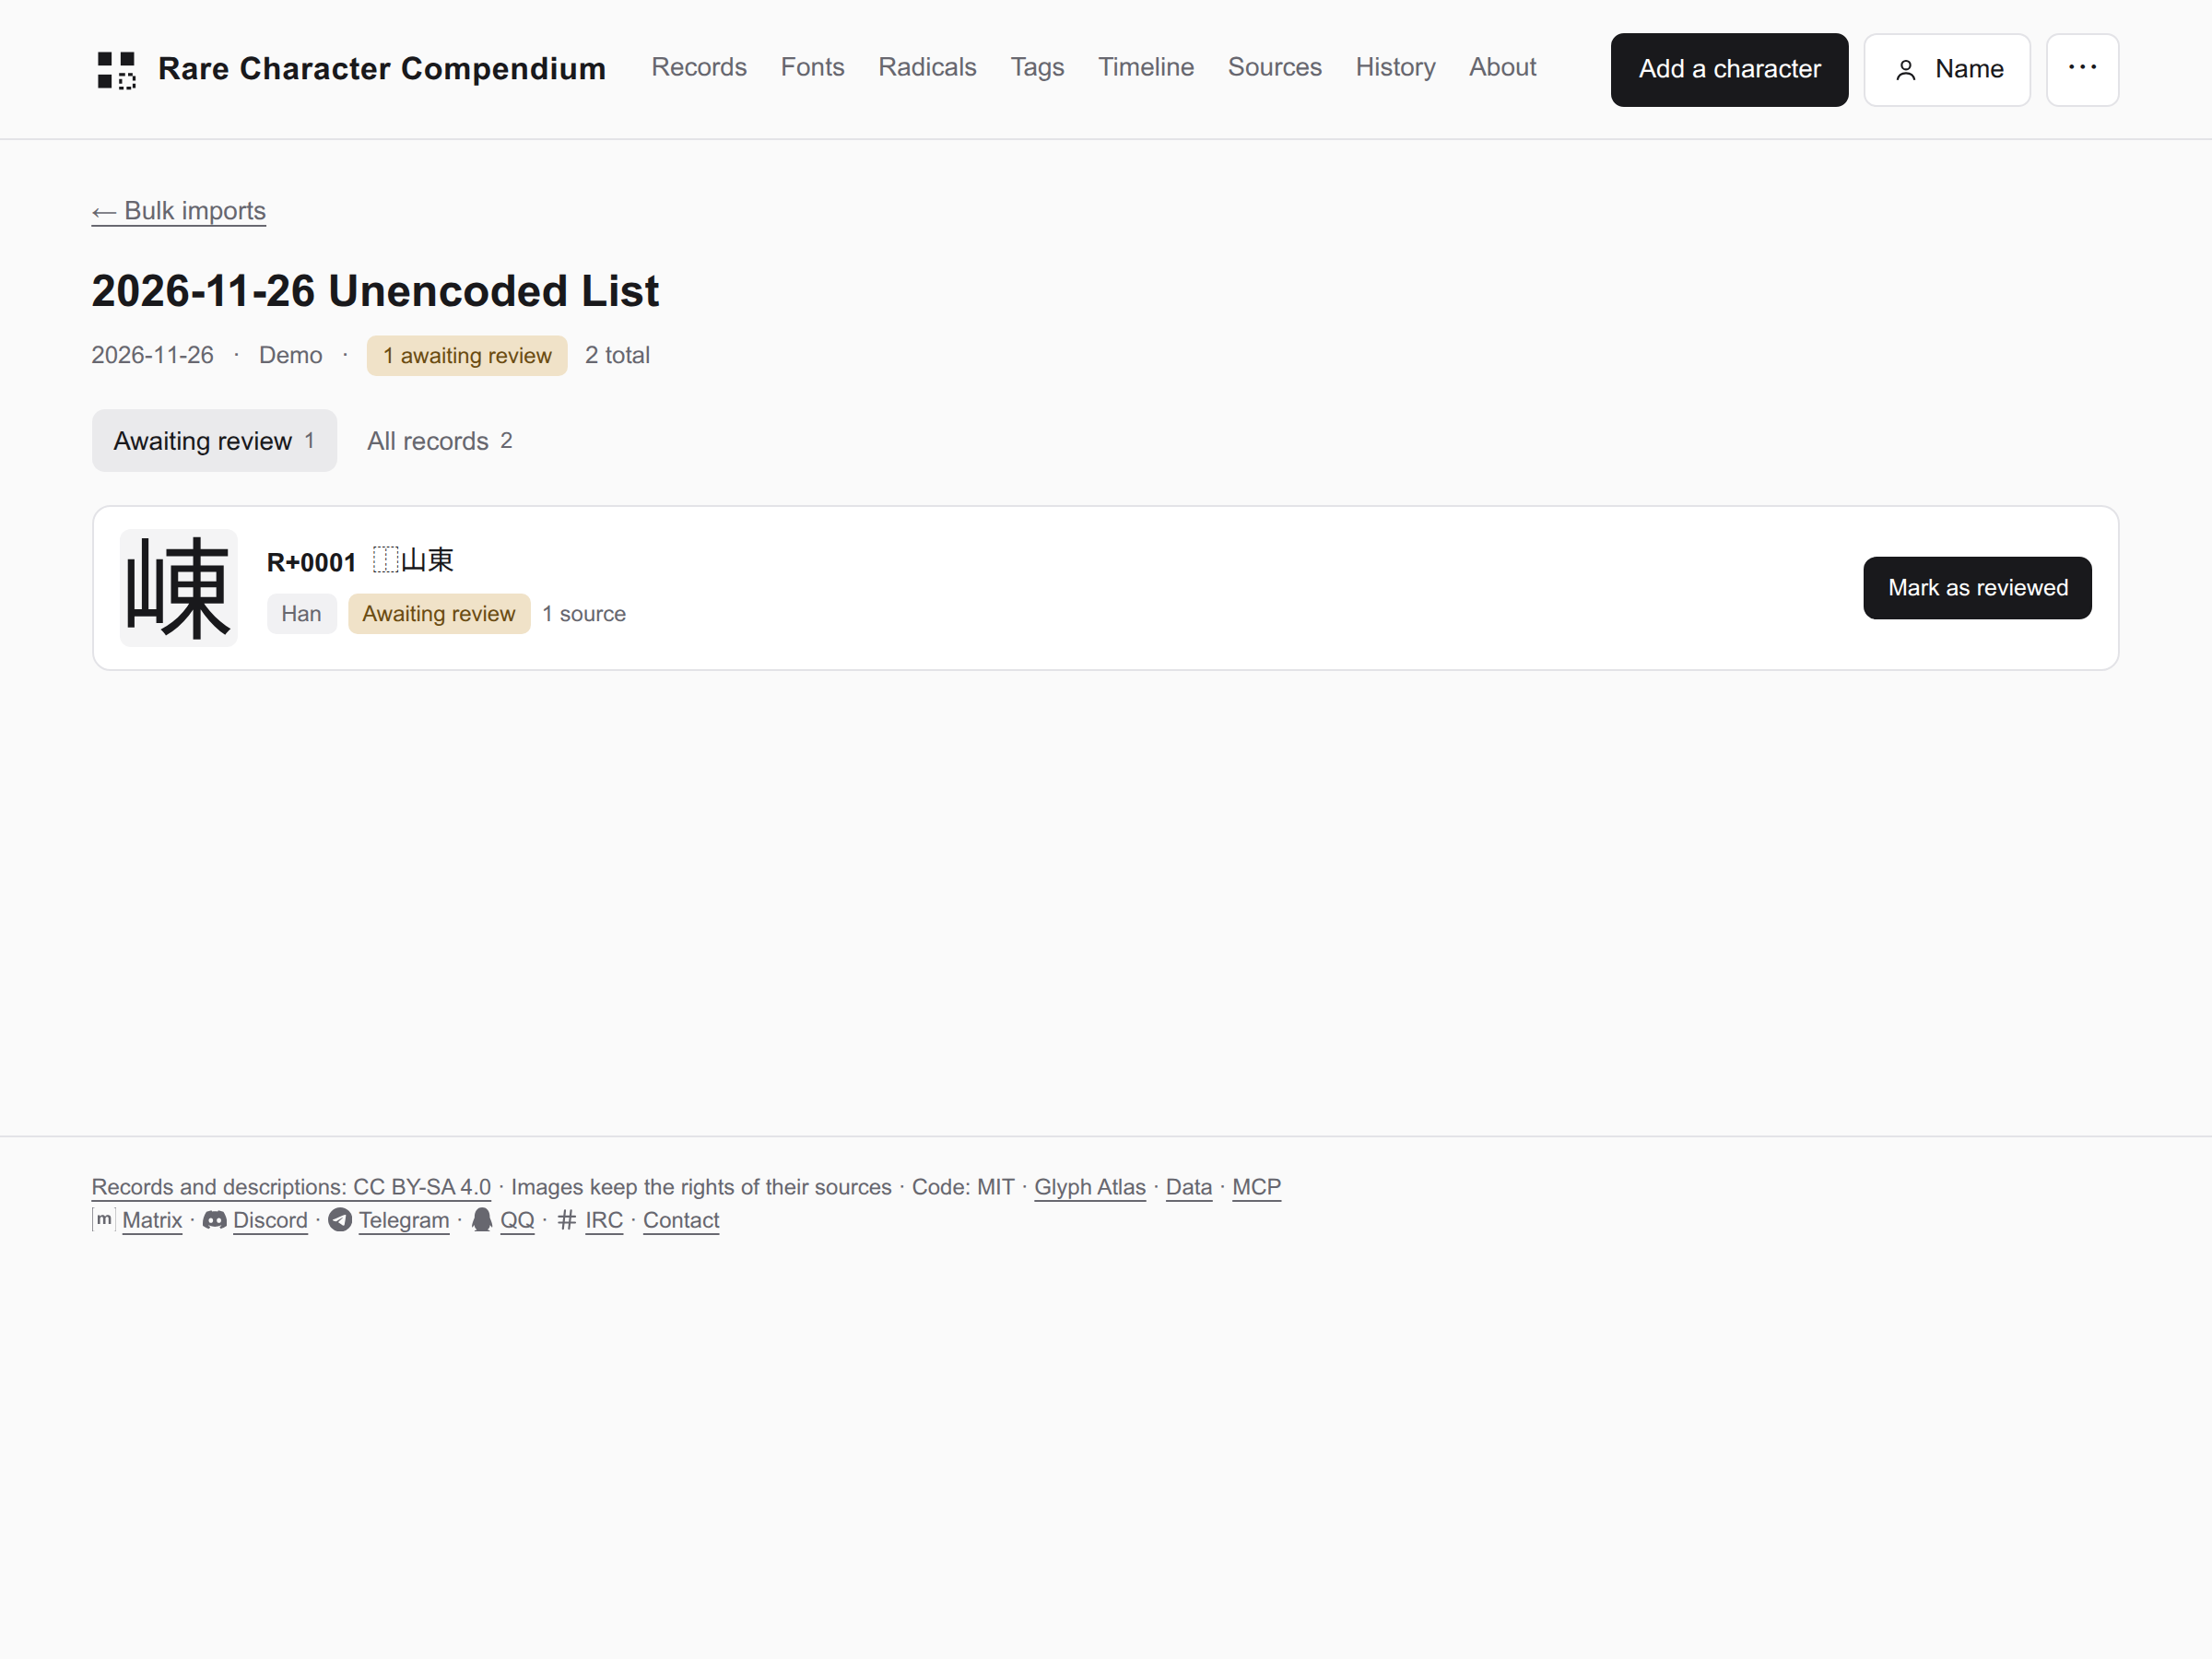 Rare Character Compendium Records Fonts Radicals Tags Timeline Sources History About Add a character Name ···
← Bulk imports
2026-11-26 Unencoded List
2026-11-26 · Demo · 1 awaiting review 2 total
Awaiting review 1 All records 2
崠
R+0001 ⿰山東
Han Awaiting review 1 source
Mark as reviewed
Records and descriptions: CC BY-SA 4.0 · Images keep the rights of their sources · Code: MIT · Glyph Atlas · Data · MCP
[m] Matrix · Discord · Telegram · QQ · # IRC · Contact